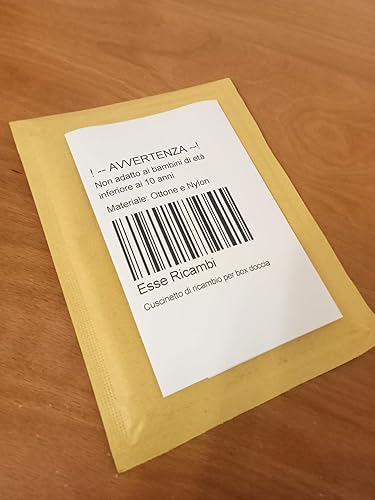 ! ~~ AVVERTENZA ~~!
Non adatto ai bambini di età
inferiore ai 10 anni
Materiale: Ottone e Nylon
Esse Ricambi
Cuscinetto di ricambio per box doccia